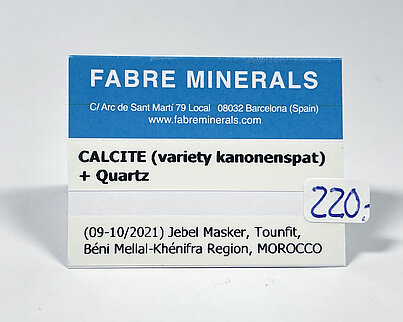 FABRE MINERALS
C/ Arc de Sant Martí 79 Local 08032 Barcelona (Spain)
www.fabreminerals.com
CALCITE (variety kanonenspat)
+ Quartz
220,-
(09-10/2021) Jebel Masker, Tounfit,
Béni Mellal-Khénifra Region, MOROCCO